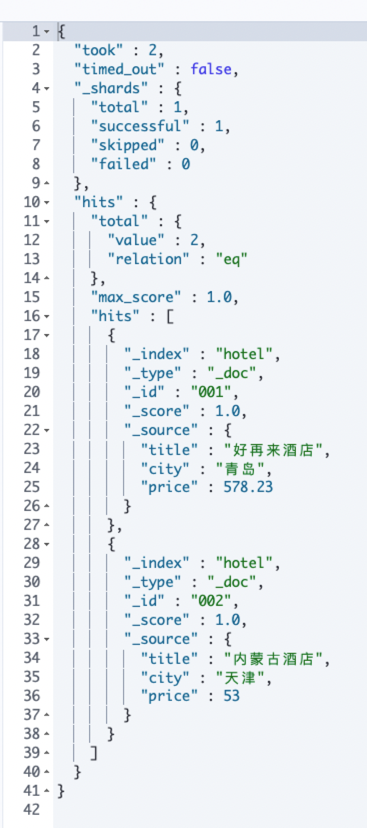 1 {
2   "took" : 2,
3   "timed_out" : false,
4   "_shards" : {
5     "total" : 1,
6     "successful" : 1,
7     "skipped" : 0,
8     "failed" : 0
9   },
10   "hits" : {
11     "total" : {
12       "value" : 2,
13       "relation" : "eq"
14     },
15     "max_score" : 1.0,
16     "hits" : [
17       {
18         "_index" : "hotel",
19         "_type" : "_doc",
20         "_id" : "001",
21         "_score" : 1.0,
22         "_source" : {
23           "title" : "好再来酒店",
24           "city" : "青岛",
25           "price" : 578.23
26         }
27       },
28       {
29         "_index" : "hotel",
30         "_type" : "_doc",
31         "_id" : "002",
32         "_score" : 1.0,
33         "_source" : {
34           "title" : "内蒙古酒店",
35           "city" : "天津",
36           "price" : 53
37         }
38       }
39     ]
40   }
41 }
42